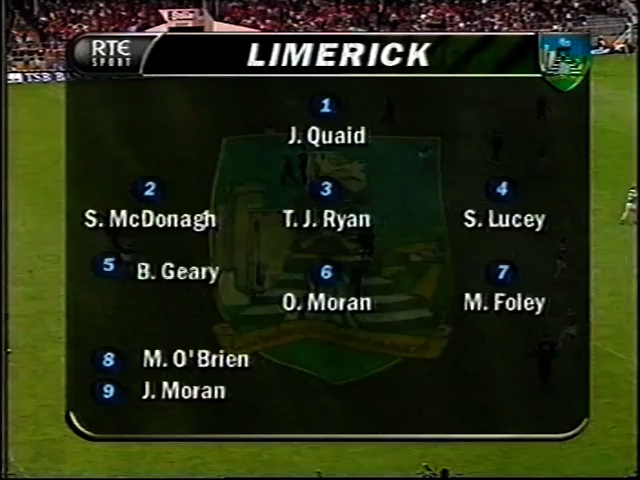 RTE
SPORT
LIMERICK
TSB B
1
J. Quaid
2 3 4
S. McDonagh T. J. Ryan S. Lucey
5 B. Geary
6 7
O. Moran M. Foley
8 M. O'Brien
9 J. Moran